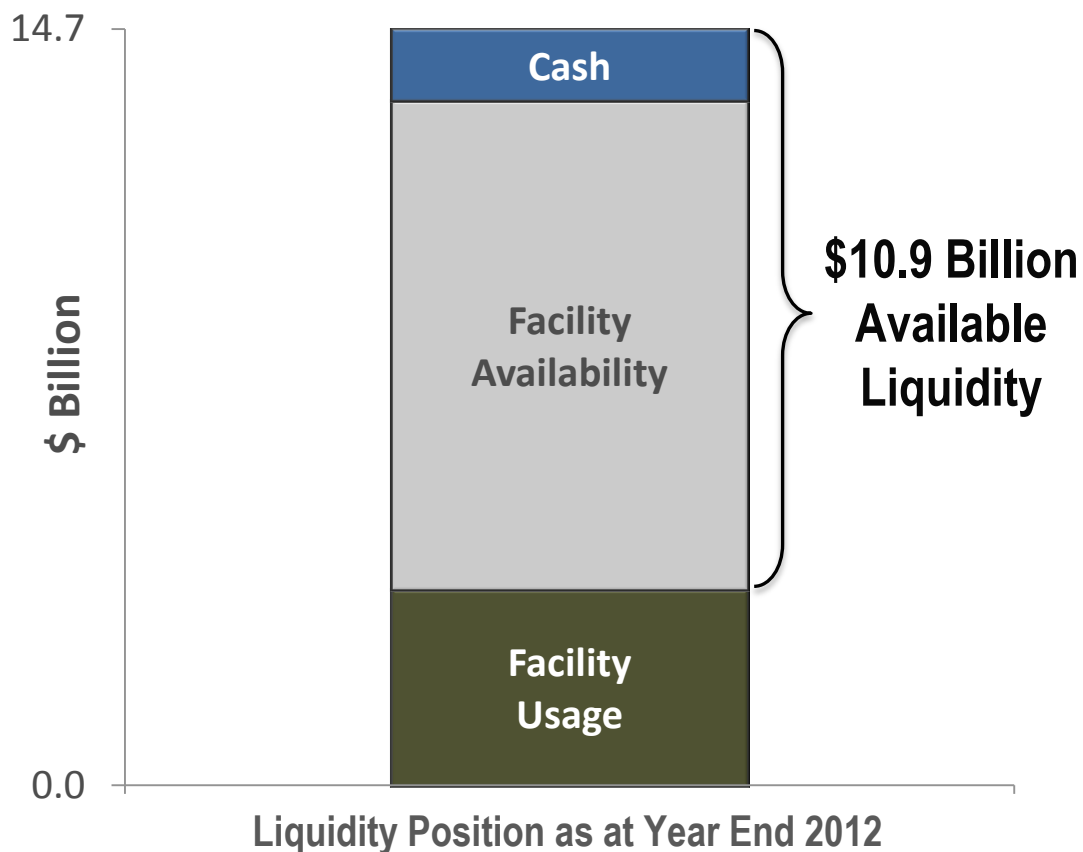 14.7
Cash
$10.9 Billion
Available
Liquidity
Facility
Availability
$ Billion
Facility
Usage
0.0
Liquidity Position as at Year End 2012